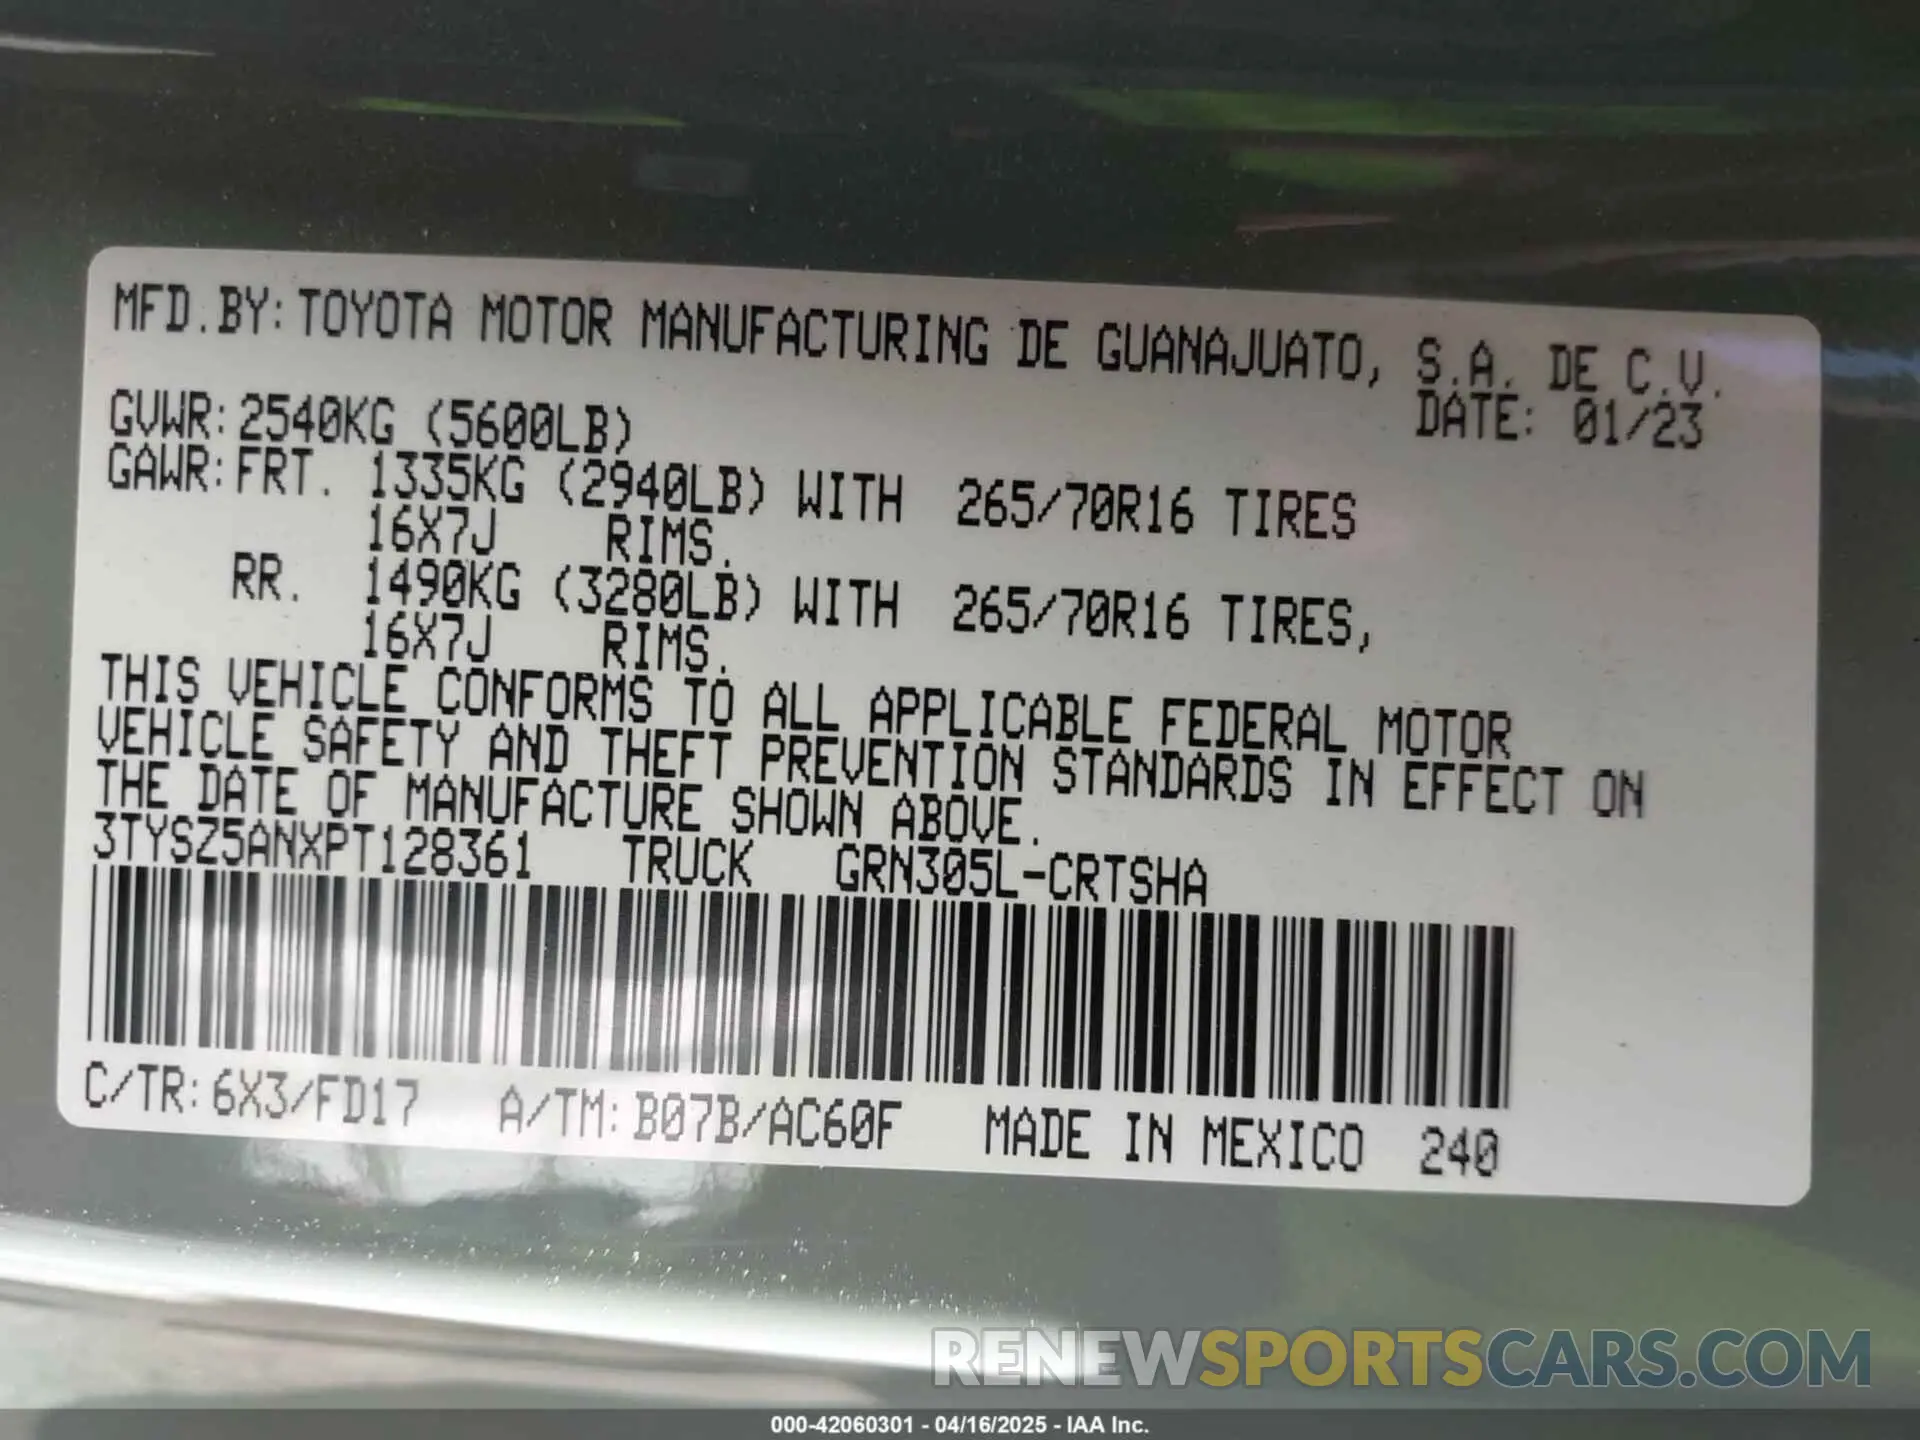 MFD.BY:TOYOTA MOTOR MANUFACTURING DE GUANAJUATO, S.A. DE C.V.
GVWR:2540KG (5600LB) DATE: 01/23
GAWR:FRT. 1335KG (2940LB) WITH 265/70R16 TIRES
16X7J RIMS.
RR. 1490KG (3280LB) WITH 265/70R16 TIRES,
16X7J RIMS.
THIS VEHICLE CONFORMS TO ALL APPLICABLE FEDERAL MOTOR
VEHICLE SAFETY AND THEFT PREVENTION STANDARDS IN EFFECT ON
THE DATE OF MANUFACTURE SHOWN ABOVE.
3TYSZ5ANXPT128361 TRUCK GRN305L-CRTSHA
C/TR:6X3/FD17 A/TM:B07B/AC60F MADE IN MEXICO 240
RENEWSPORTSCARS.COM
000-42060301 - 04/16/2025 - IAA Inc.